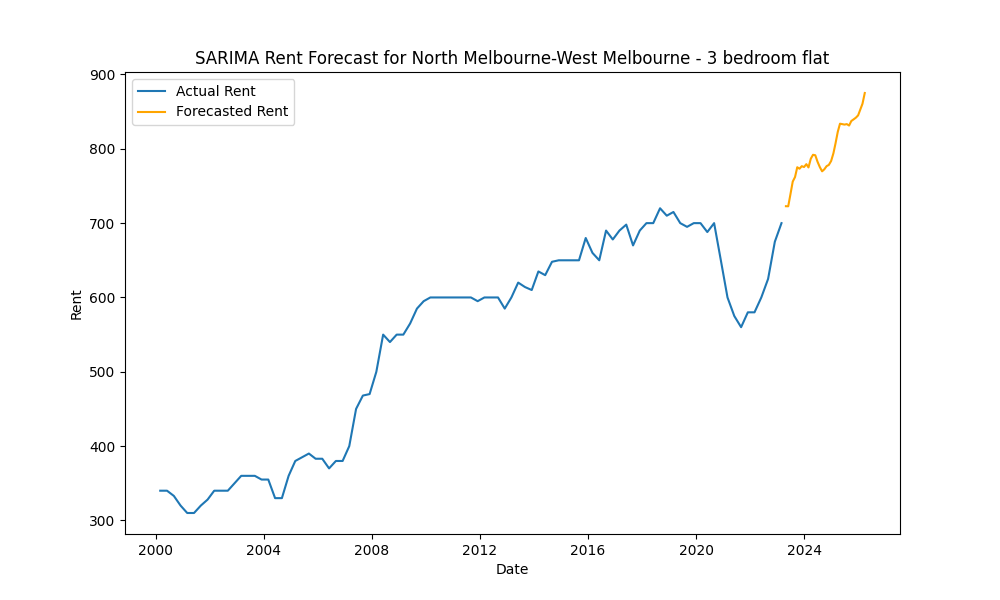 SARIMA Rent Forecast for North Melbourne-West Melbourne - 3 bedroom flat
Actual Rent
Forecasted Rent
900
800
700
600
500
400
300
Rent
2000 2004 2008 2012 2016 2020 2024
Date